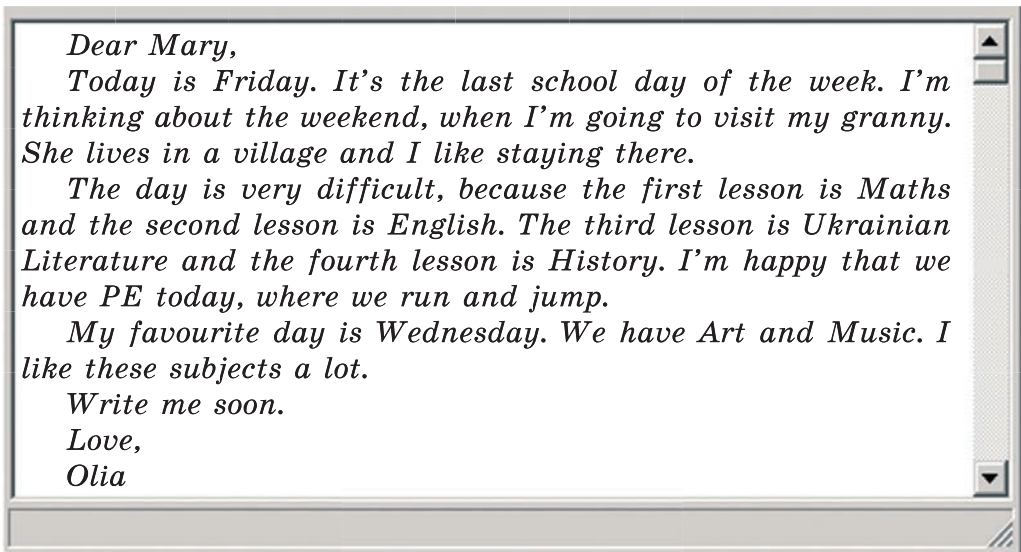 Dear Mary,
Today is Friday. It’s the last school day of the week. I’m
thinking about the weekend, when I’m going to visit my granny.
She lives in a village and I like staying there.
The day is very difficult, because the first lesson is Maths
and the second lesson is English. The third lesson is Ukrainian
Literature and the fourth lesson is History. I’m happy that we
have PE today, where we run and jump.
My favourite day is Wednesday. We have Art and Music. I
like these subjects a lot.
Write me soon.
Love,
Olia